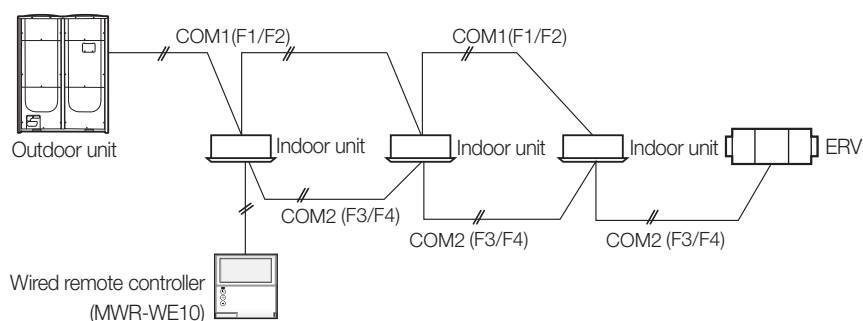 COM1(F1/F2)
COM1(F1/F2)
Outdoor unit
Indoor unit
Indoor unit
Indoor unit
ERV
COM2 (F3/F4)
COM2 (F3/F4)
COM2 (F3/F4)
Wired remote controller
(MWR-WE10)